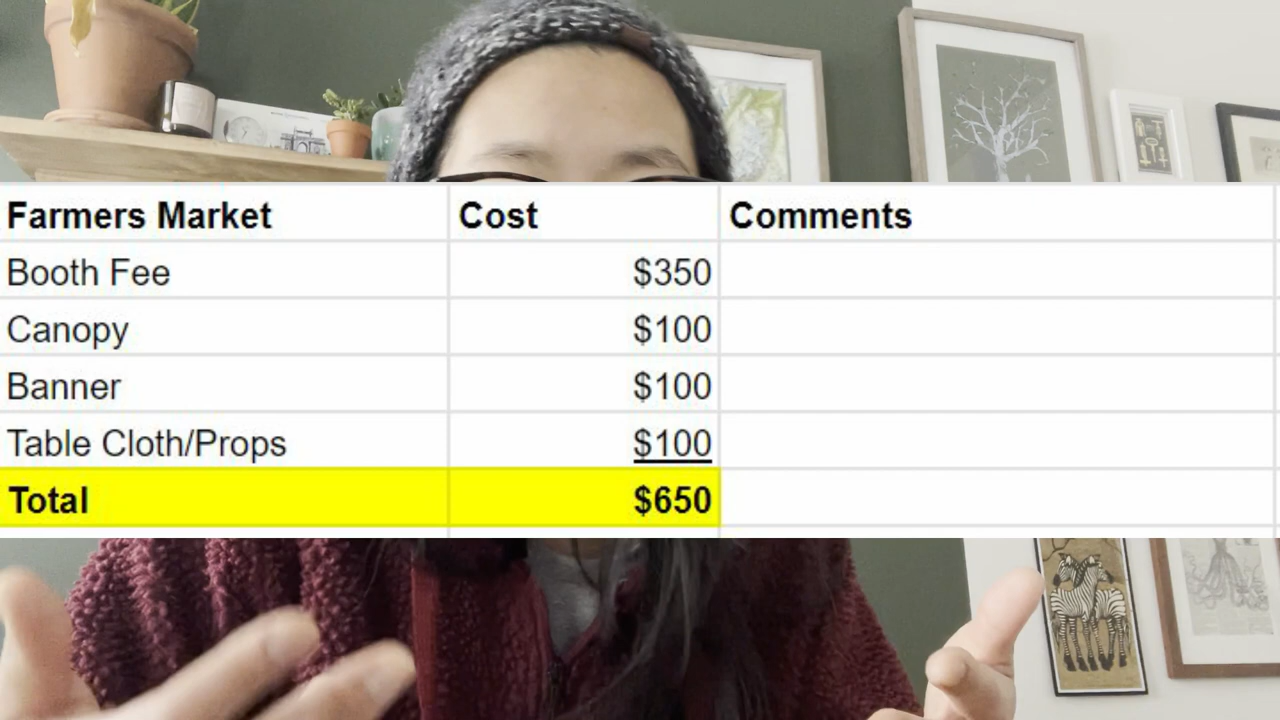 Farmers Market Cost Comments
Booth Fee $350
Canopy $100
Banner $100
Table Cloth/Props $100
Total $650